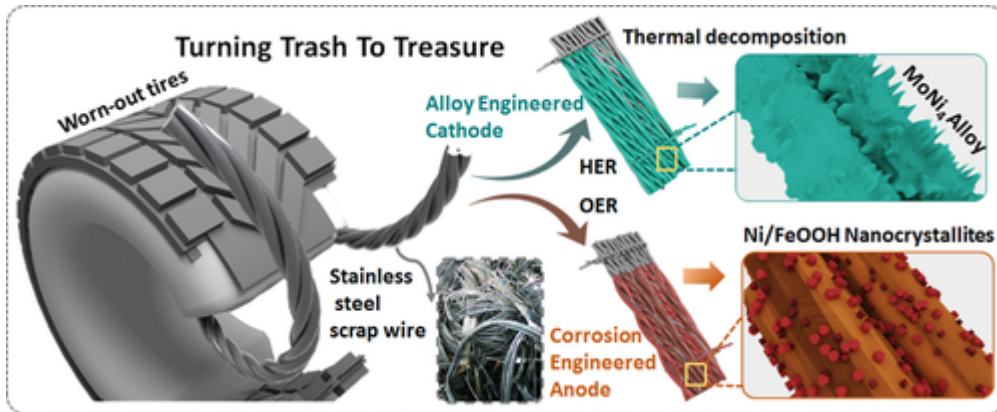 Turning Trash To Treasure
Worn-out tires
Alloy Engineered
Cathode
Thermal decomposition
MoNi₄ Alloy
HER
OER
Stainless
steel
scrap wire
Corrosion
Engineered
Anode
Ni/FeOOH Nanocrystallites